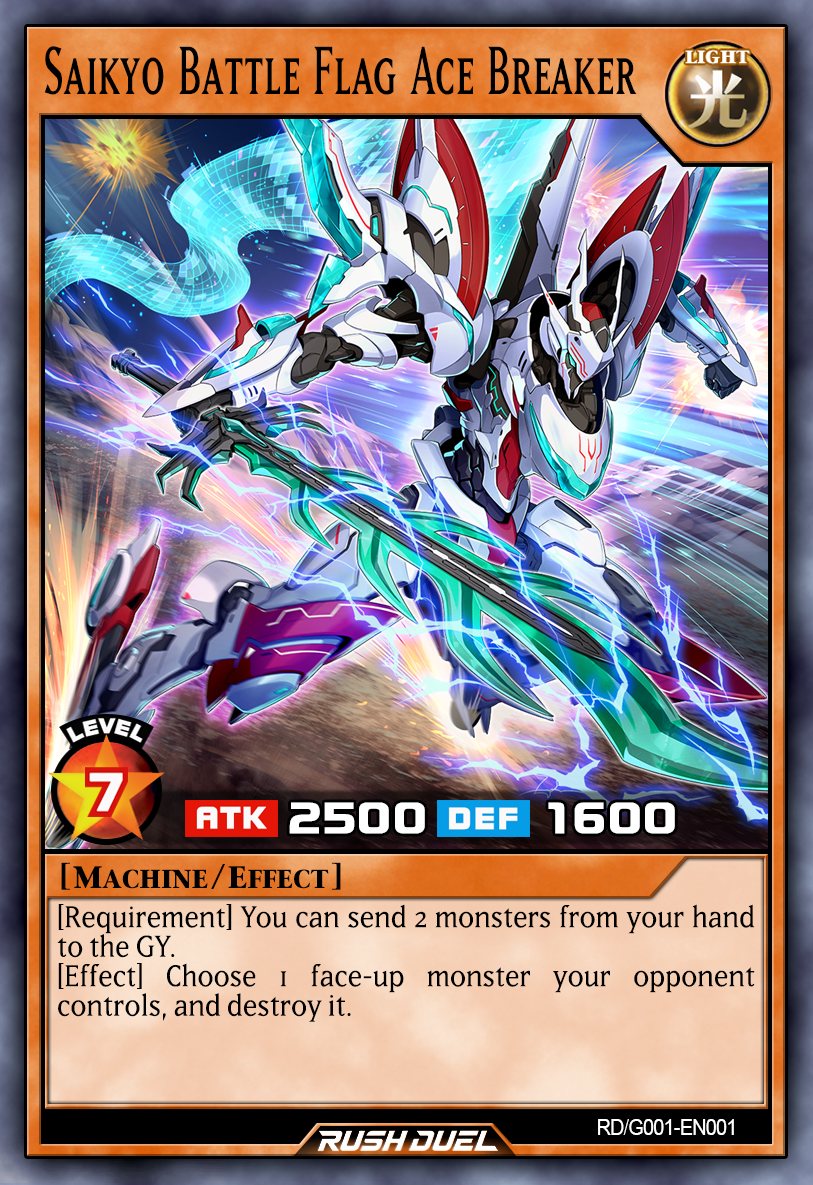 Saikyo Battle Flag Ace Breaker
LIGHT
光
LEVEL
7
ATK 2500 DEF 1600
[Machine/Effect]
[Requirement] You can send 2 monsters from your hand
to the GY.
[Effect] Choose 1 face-up monster your opponent
controls, and destroy it.
RD/G001-EN001
RUSH DUEL